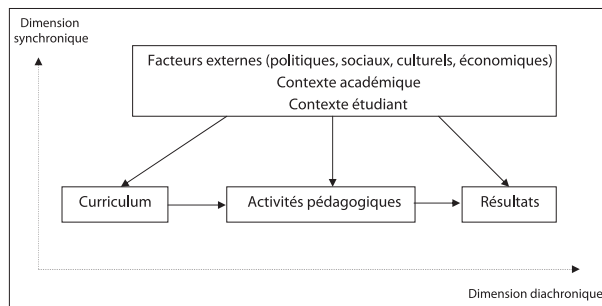 Dimension
synchronique
Facteurs externes (politiques, sociaux, culturels, économiques)
Contexte académique
Contexte étudiant
Curriculum
Activités pédagogiques
Résultats
Dimension diachronique